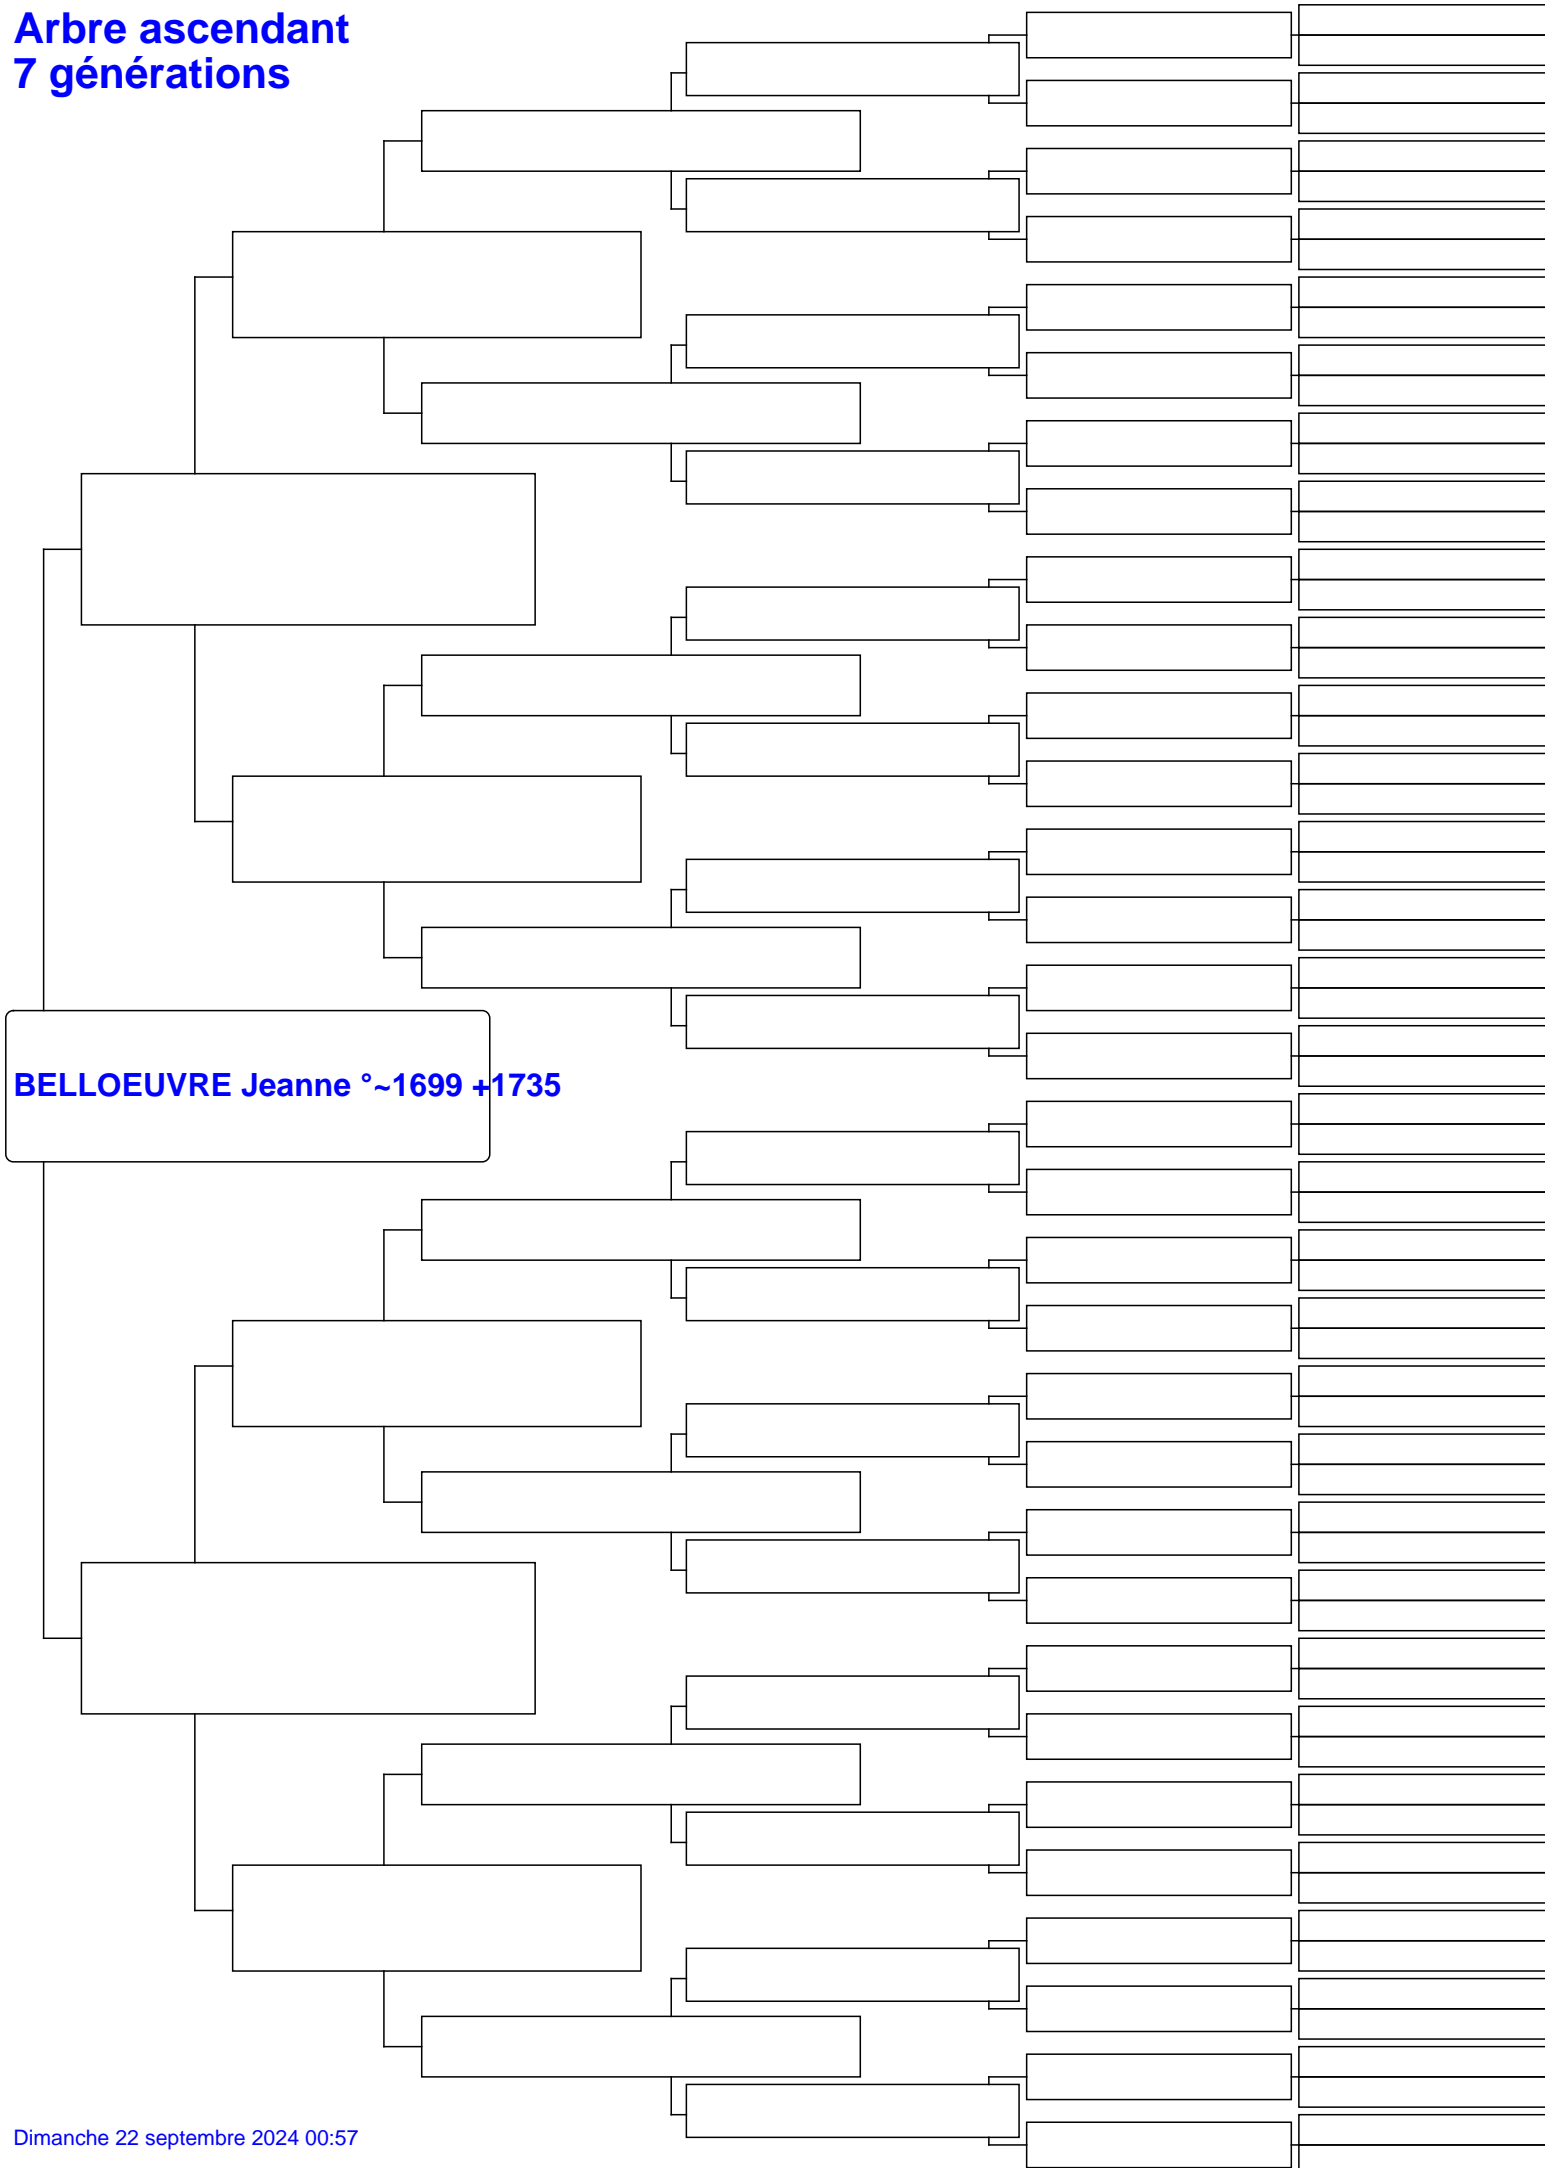 Arbre ascendant
7 générations
BELLOEUVRE Jeanne °~1699 +1735
Dimanche 22 septembre 2024 00:57